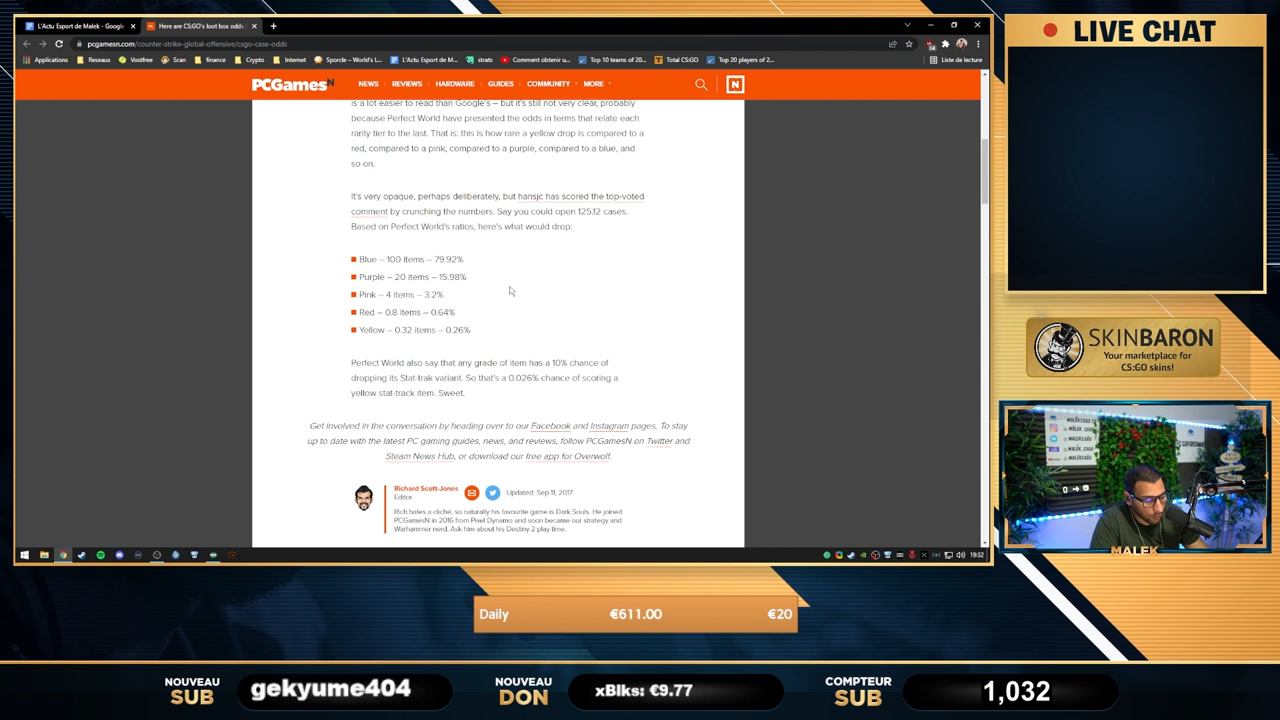 L'Actu Esport de Malek - Google
Here are CS:GO's loot box odds
pcgamesn.com/counter-strike-global-offensive/csgo-case-odds
Applications
Reseaux
Vostfree
Scan
finance
Crypto
Internet
Sporcle – World's L...
L'Actu Esport de M...
strats
Comment obtenir u...
Top 10 teams of 20...
Total CS:GO
Top 20 players of 2...
Liste de lecture
PCGamesN
NEWS
REVIEWS
HARDWARE
GUIDES
COMMUNITY
MORE
N
is a lot easier to read than Google's – but it's still not very clear, probably
because Perfect World have presented the odds in terms that relate each
rarity tier to the last. That is: this is how rare a yellow drop is compared to a
red, compared to a pink, compared to a purple, compared to a blue, and
so on.
It's very opaque, perhaps deliberately, but hansjc has scored the top-voted
comment by crunching the numbers. Say you could open 125.12 cases.
Based on Perfect World's ratios, here's what would drop:
Blue – 100 items – 79.92%
Purple – 20 items – 15.98%
Pink – 4 items – 3.2%
Red – 0.8 items – 0.64%
Yellow – 0.32 items – 0.26%
Perfect World also say that any grade of item has a 10% chance of
dropping its Stat-trak variant. So that's a 0.026% chance of scoring a
yellow stat-track item. Sweet.
Get involved in the conversation by heading over to our Facebook and Instagram pages. To stay
up to date with the latest PC gaming guides, news, and reviews, follow PCGamesN on Twitter and
Steam News Hub, or download our free app for Overwolf.
Richard Scott-Jones
Editor
Updated: Sep 11, 2017
Rich hates a cliché, so naturally his favourite game is Dark Souls. He joined
PCGamesN in 2016 from Pixel Dynamo and soon became our strategy and
Warhammer nerd. Ask him about his Destiny 2 play time.
19:32
LIVE CHAT
SKINBARON
Your marketplace for
CS:GO skins!
MALEK
Daily
€611.00
€20
NOUVEAU
SUB
gekyume404
NOUVEAU
DON
xBlks: €9.77
COMPTEUR
SUB
1,032